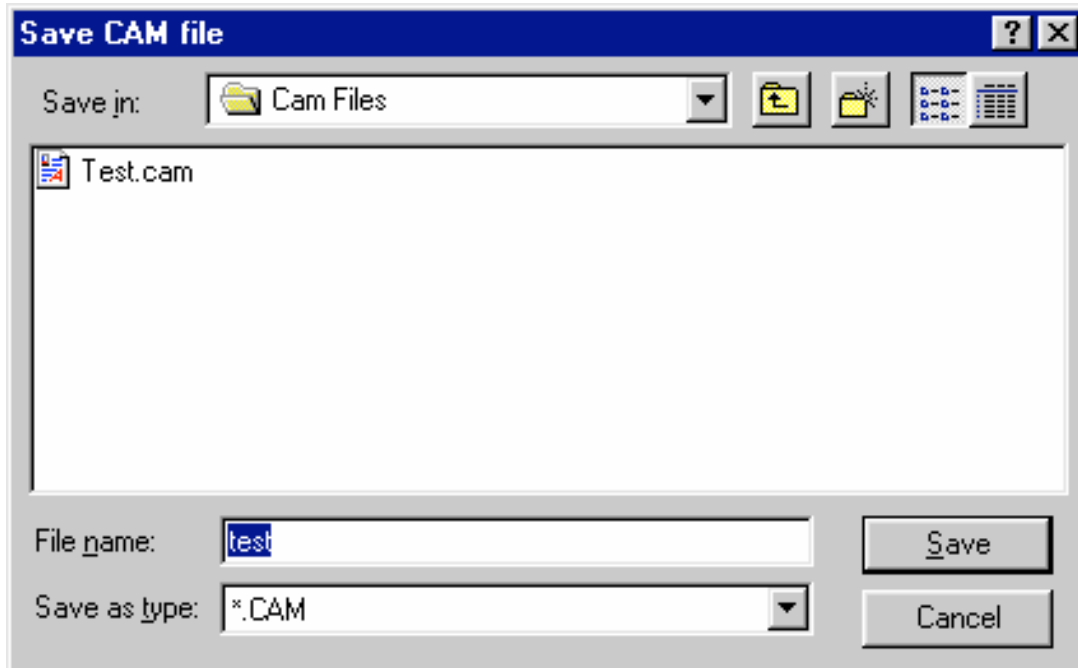 Save CAM file
Save in: Cam Files
Test.cam
File name: test Save
Save as type: *.CAM Cancel